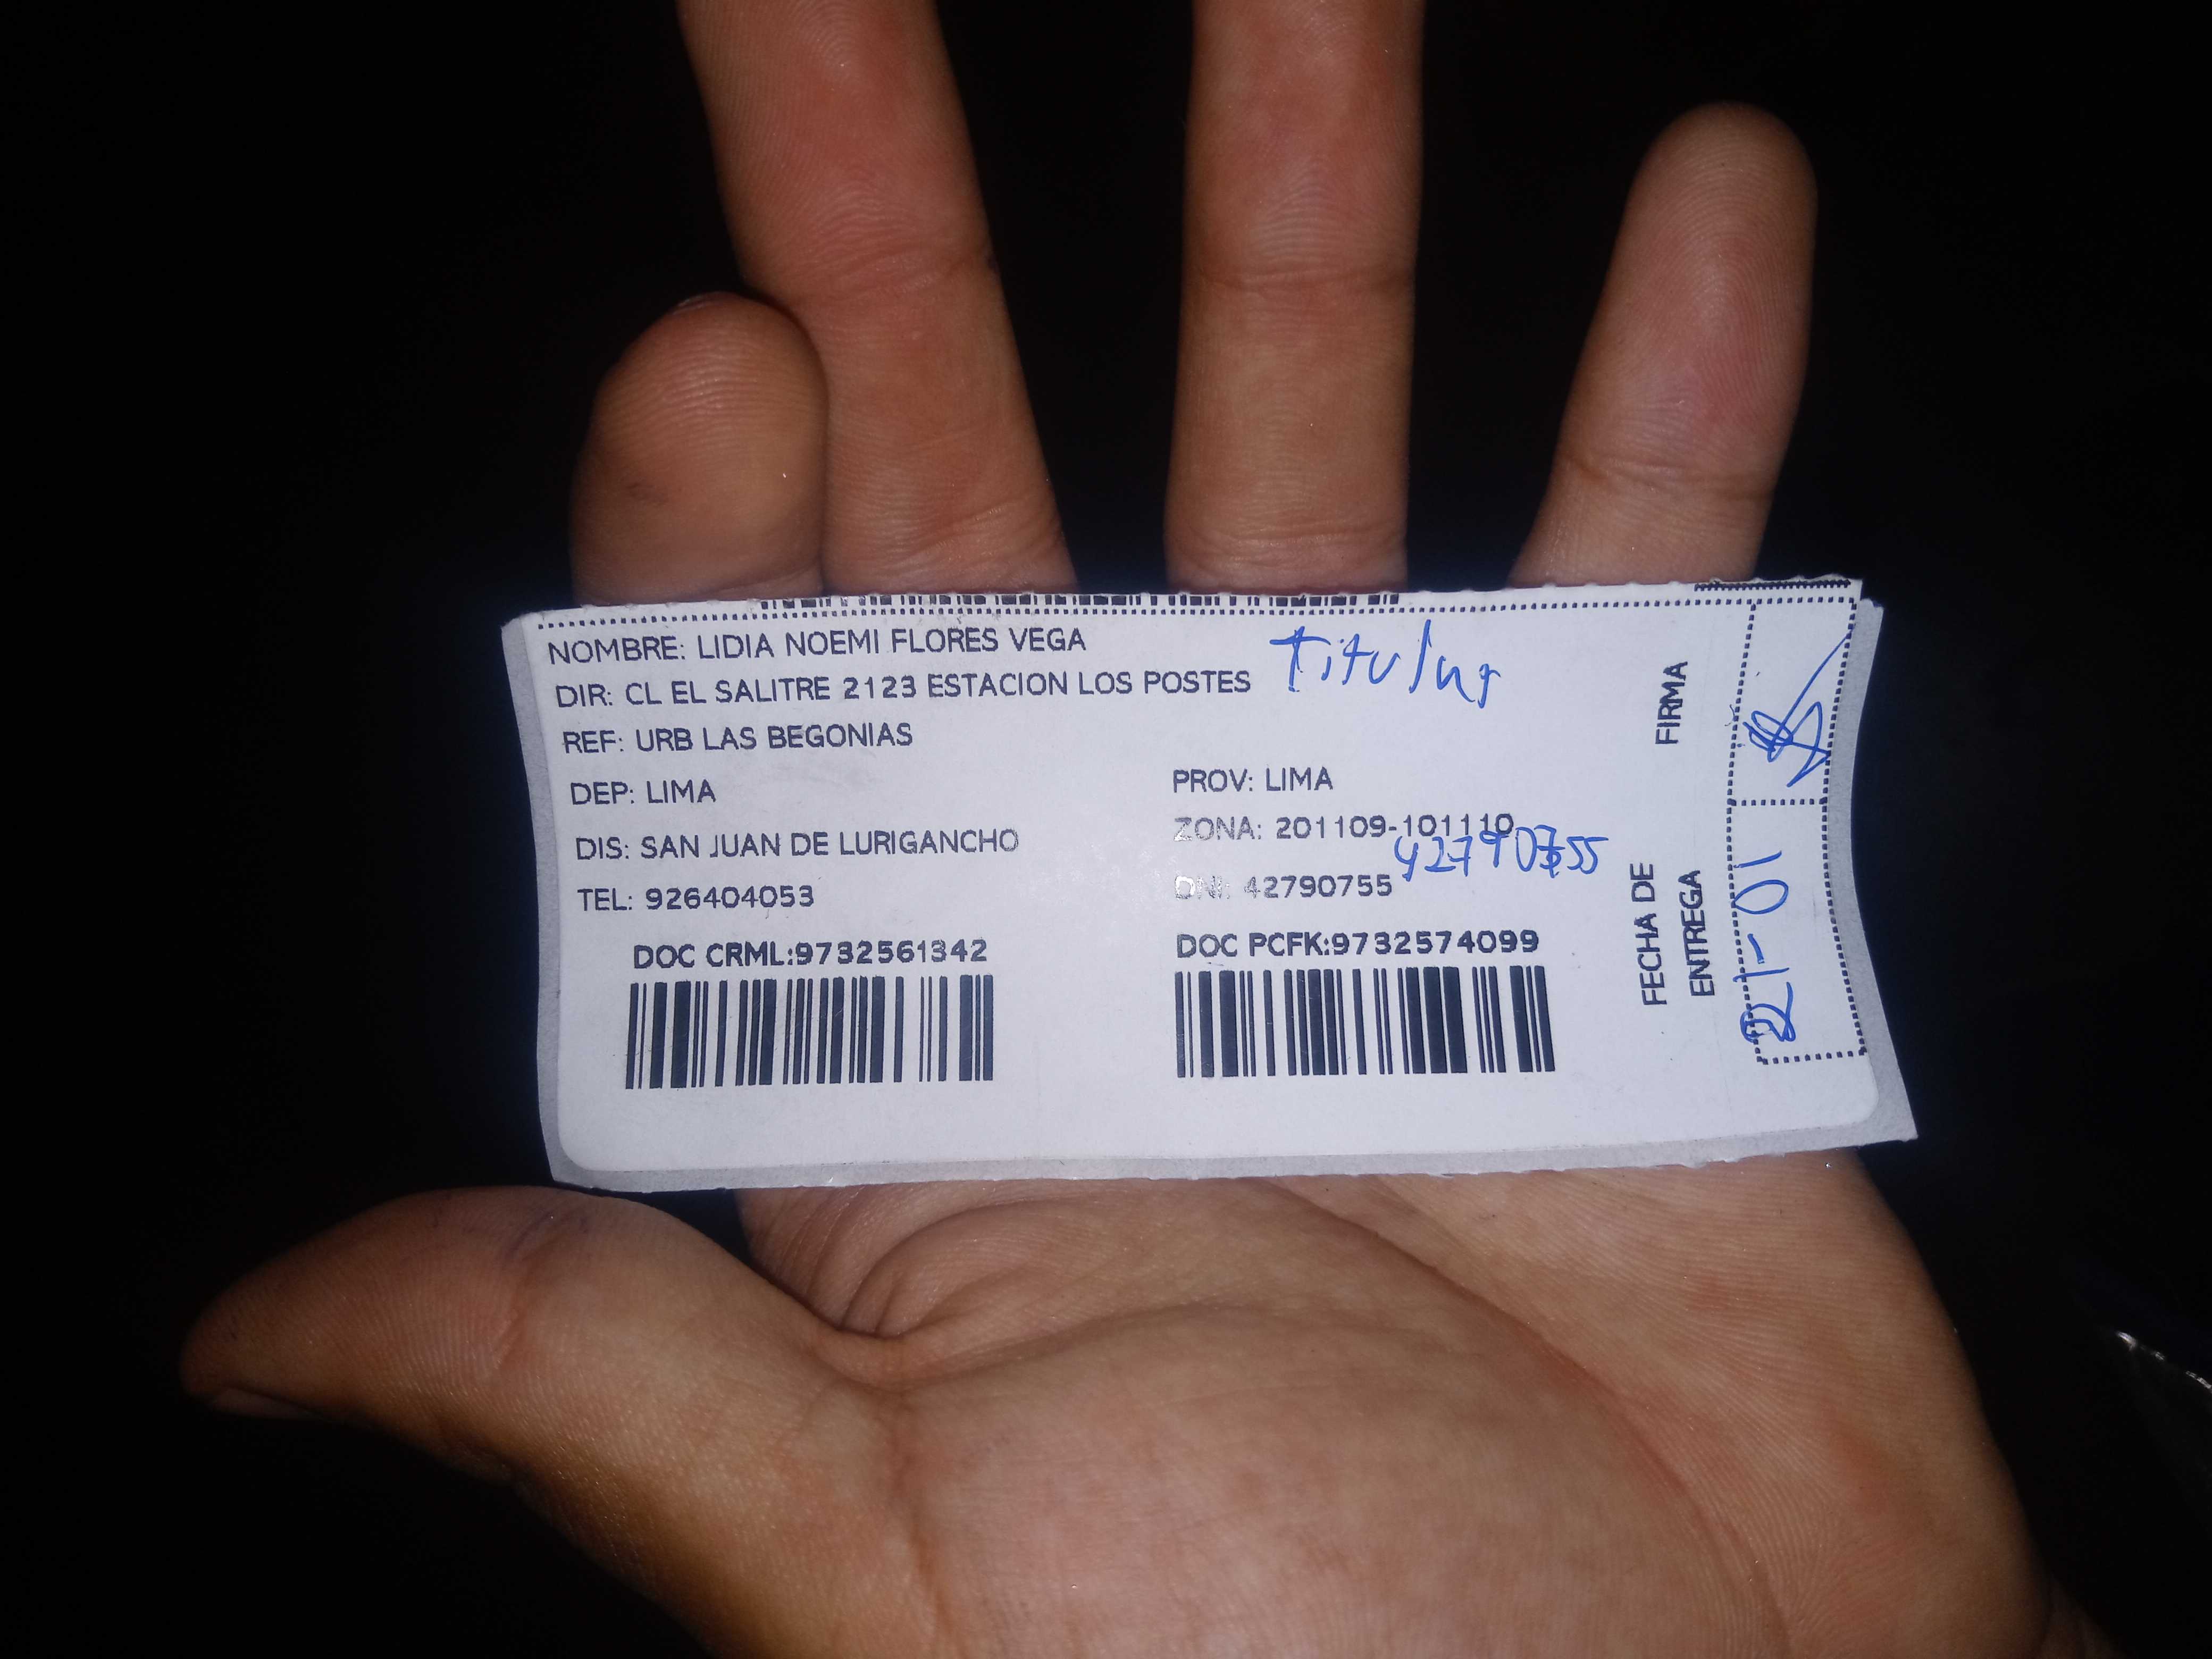 NOMBRE: LIDIA NOEMI FLORES VEGA
Titular
DIR: CL EL SALITRE 2123 ESTACION LOS POSTES
REF: URB LAS BEGONIAS
DEP: LIMA
PROV: LIMA
DIS: SAN JUAN DE LURIGANCHO
ZONA: 201109-101110
42790755
TEL: 926404053
DNI: 42790755
DOC CRML:9732561342
DOC PCFK:9732574099
FIRMA
FECHA DE
ENTREGA
21-01